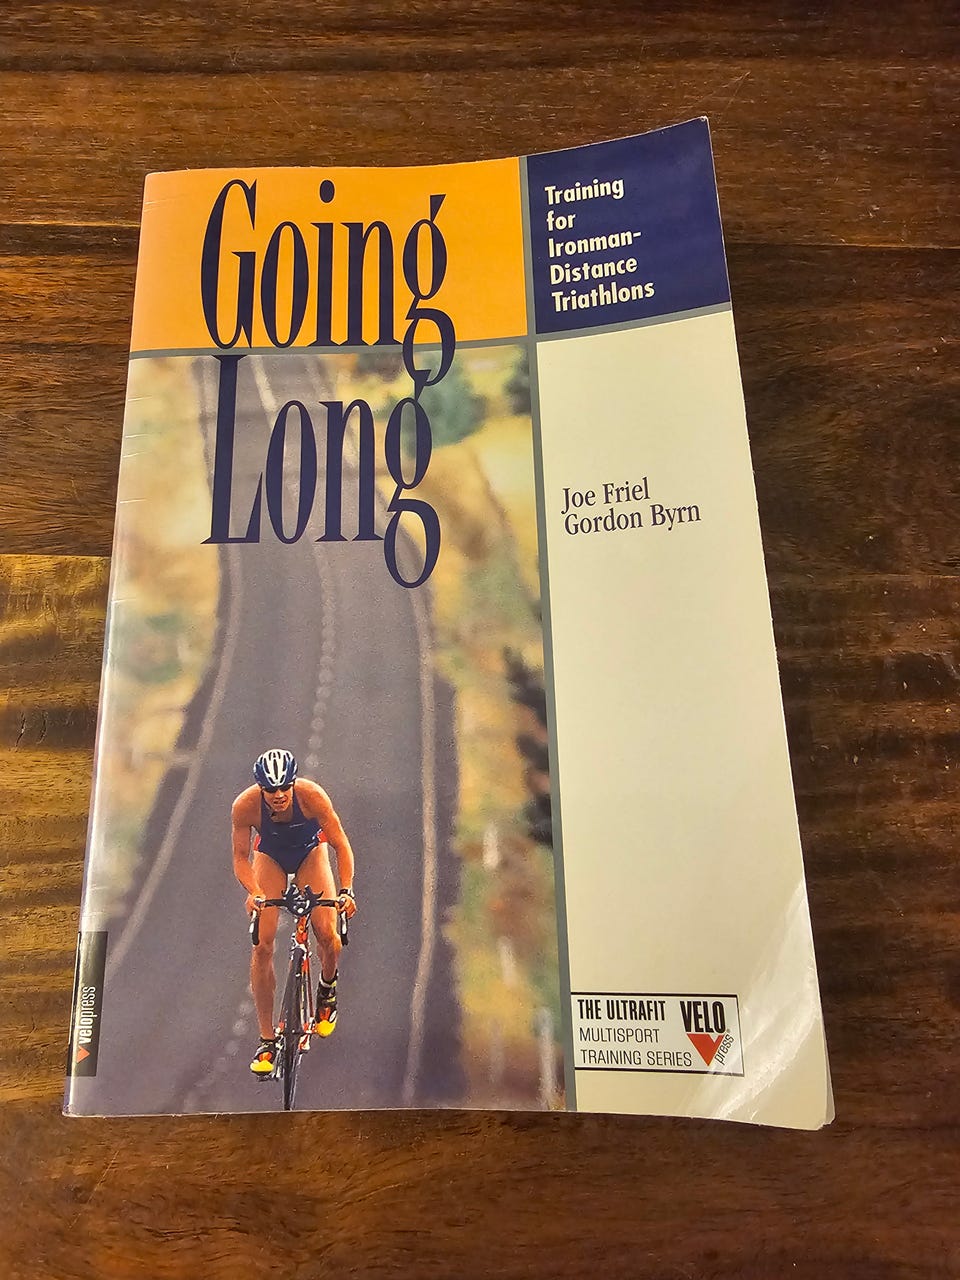 Going
Long
Training
for
Ironman-
Distance
Triathlons
Joe Friel
Gordon Byrn
THE ULTRAFIT
MULTISPORT
TRAINING SERIES
VELO
press®
velopress